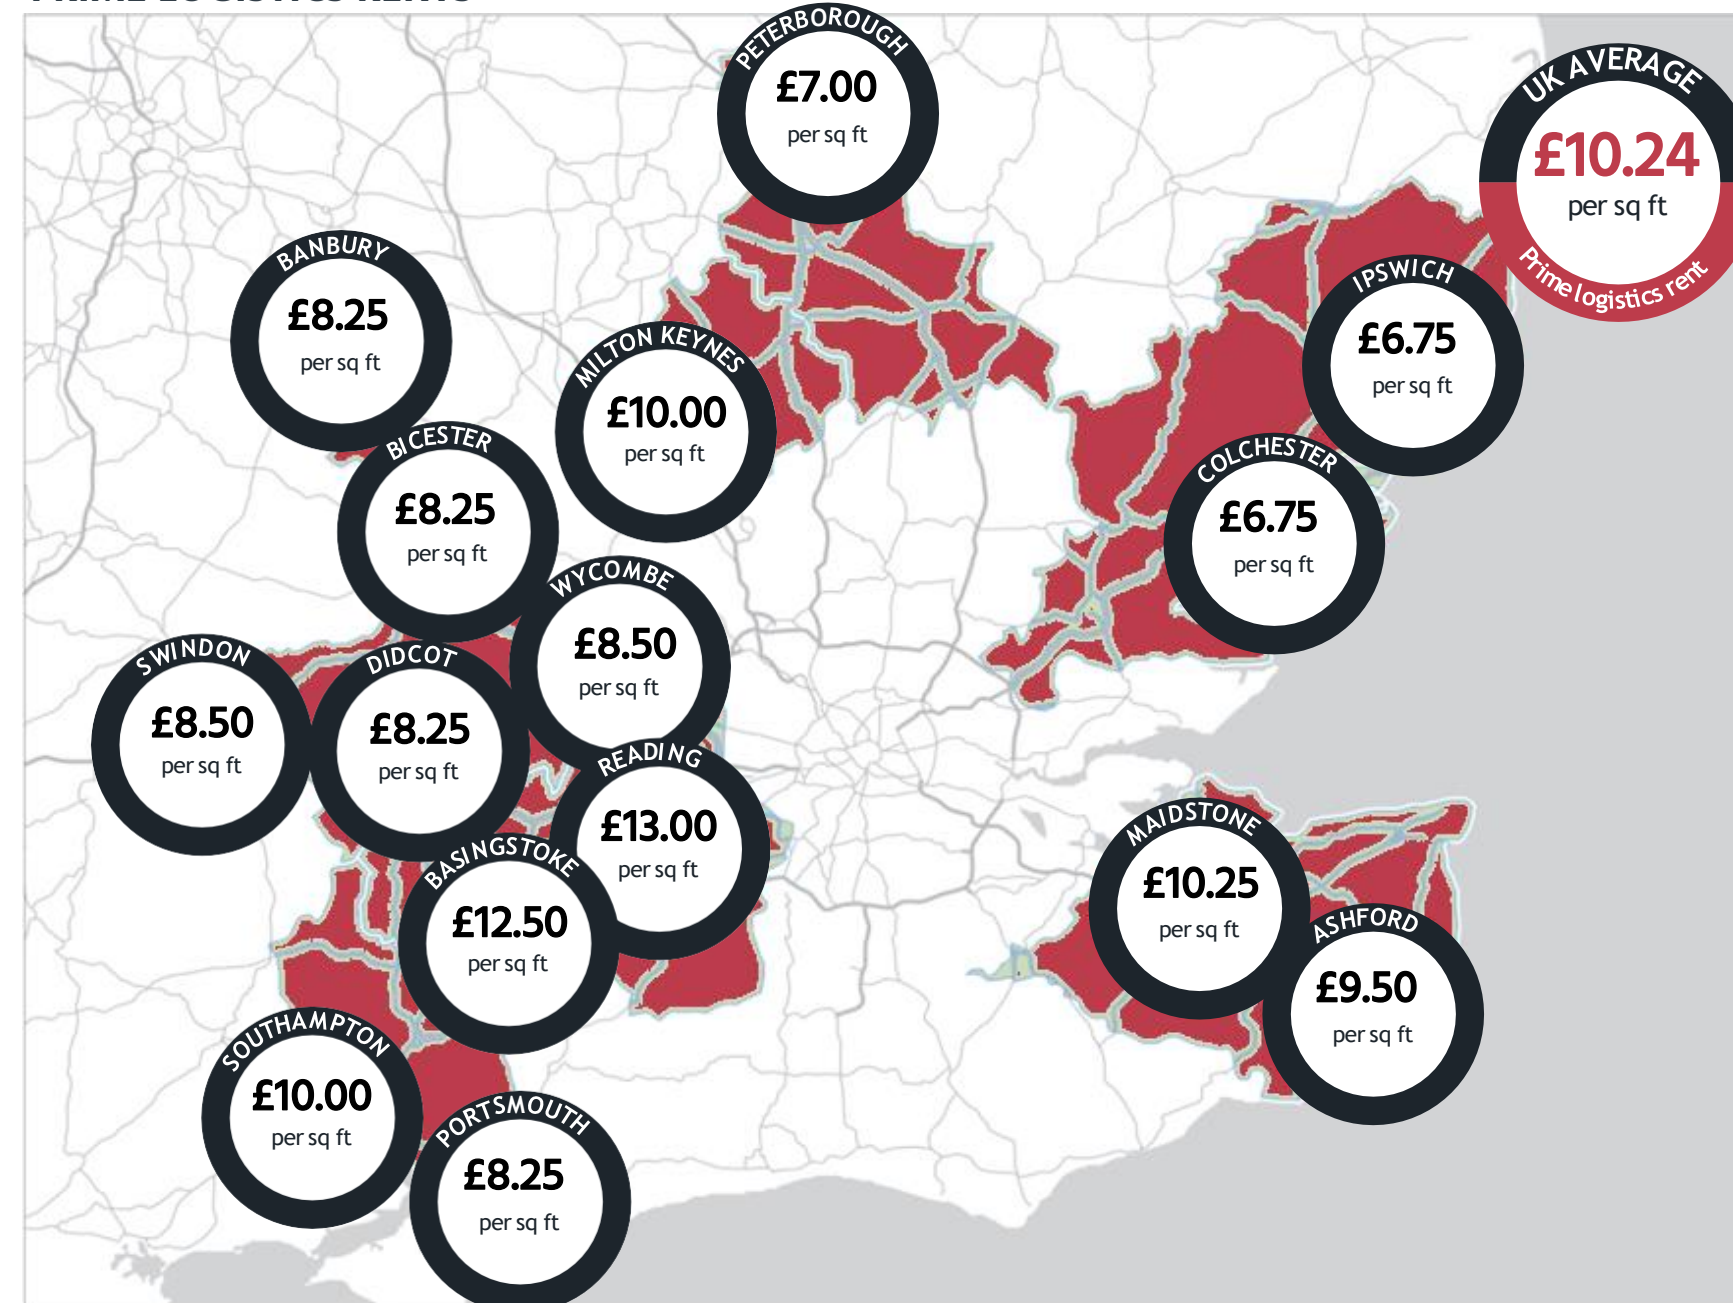 PRIME LOGISTICS RENTS
PETERBOROUGH
£7.00
per sq ft
UK AVERAGE
£10.24
per sq ft
Prime logistics rent
BANBURY
£8.25
per sq ft
IPSWICH
£6.75
per sq ft
MILTON KEYNES
£10.00
per sq ft
BICESTER
£8.25
per sq ft
COLCHESTER
£6.75
per sq ft
WYCOMBE
£8.50
per sq ft
SWINDON
£8.50
per sq ft
DIDCOT
£8.25
per sq ft
READING
£13.00
per sq ft
MAIDSTONE
£10.25
per sq ft
BASINGSTOKE
£12.50
per sq ft
ASHFORD
£9.50
per sq ft
SOUTHAMPTON
£10.00
per sq ft
PORTSMOUTH
£8.25
per sq ft